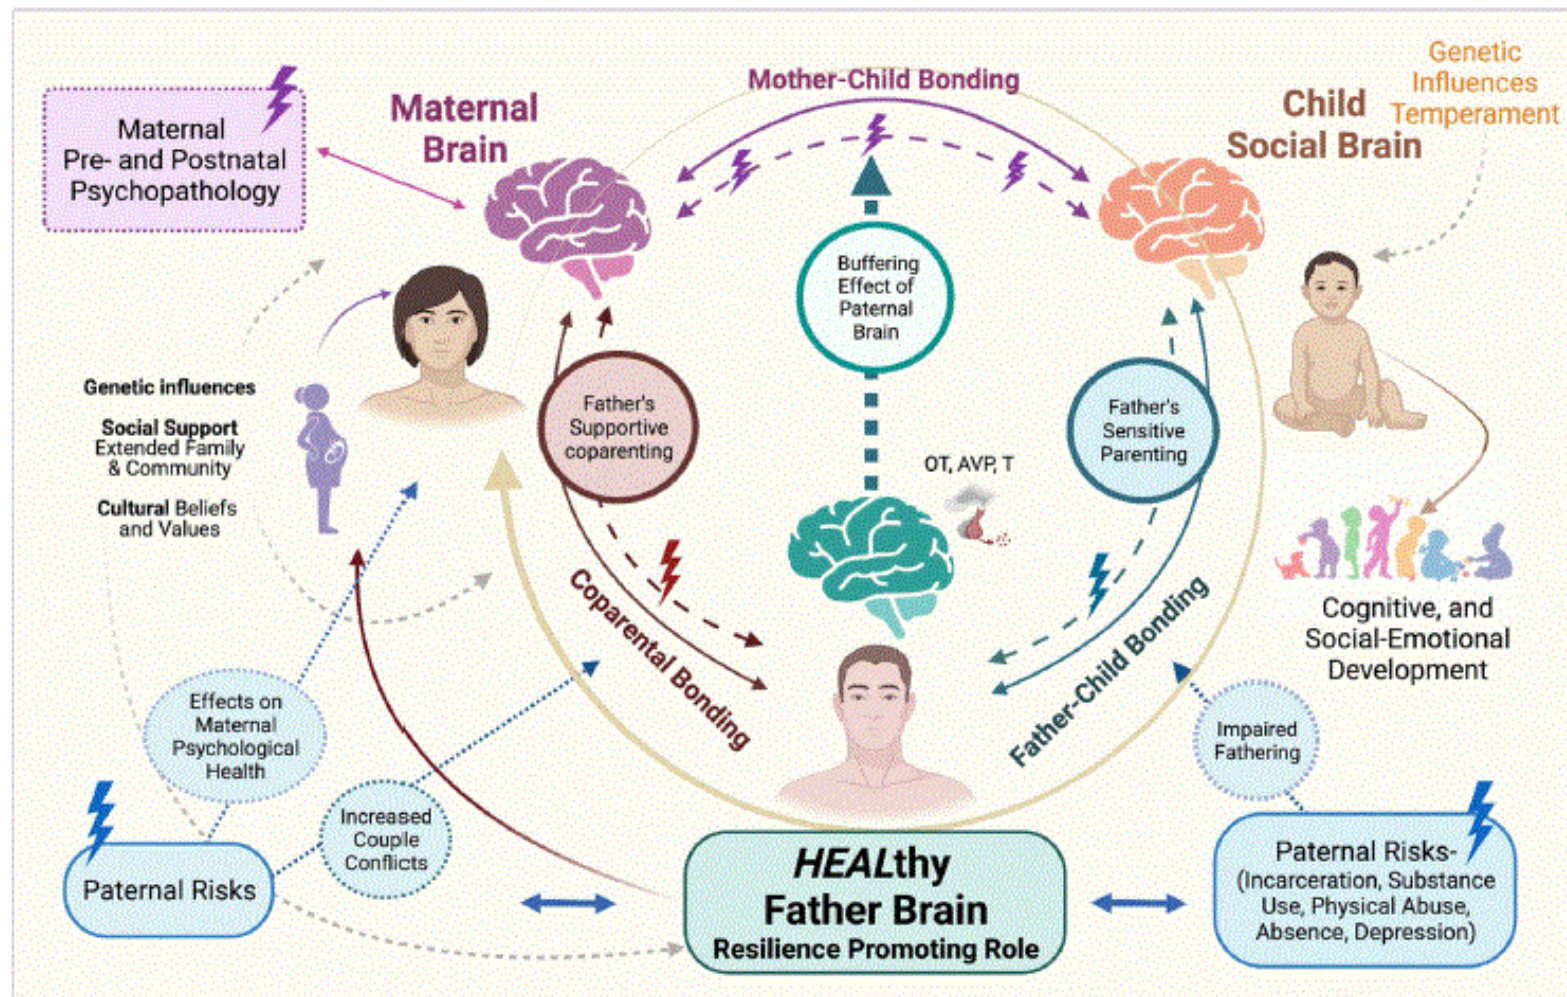 Genetic
Influences
Temperament
Mother-Child Bonding
Maternal
Brain
Child
Social Brain
Maternal
Pre- and Postnatal
Psychopathology
Buffering
Effect of
Paternal
Brain
Genetic influences
Social Support
Extended Family
& Community
Cultural Beliefs
and Values
Father's
Supportive
coparenting
Father's
Sensitive
Parenting
OT, AVP, T
Coparental Bonding
Father-Child Bonding
Cognitive, and
Social-Emotional
Development
Effects on
Maternal
Psychological
Health
Impaired
Fathering
Increased
Couple
Conflicts
Paternal Risks
HEALthy
Father Brain
Resilience Promoting Role
Paternal Risks-
(Incarceration, Substance
Use, Physical Abuse,
Absence, Depression)